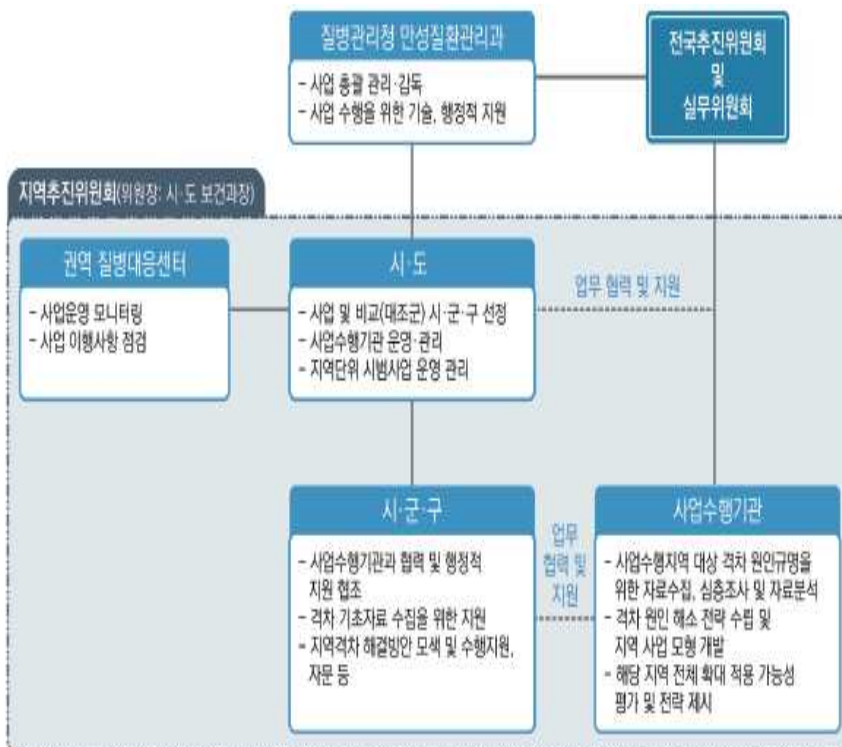 질병관리청 만성질환관리과
- 사업 총괄 관리·감독
- 사업 수행을 위한 기술, 행정적 지원
전국추진위원회
및
실무위원회
지역추진위원회(위원장: 시·도 보건과장)
권역 질병대응센터
- 사업운영 모니터링
- 사업 이행사항 점검
시·도
- 사업 및 비교(대조군) 시·군·구 선정
- 사업수행기관 운영·관리
- 지역단위 시범사업 운영 관리
업무 협력 및 지원
시·군·구
- 사업수행기관과 협력 및 행정적
지원 협조
- 격차 기초자료 수집을 위한 지원
- 지역격차 해결방안 모색 및 수행지원,
자문 등
업무
협력 및
지원
사업수행기관
- 사업수행지역 대상 격차 원인규명을
위한 자료수집, 심층조사 및 자료분석
- 격차 원인 해소 전략 수립 및
지역 사업 모형 개발
- 해당 지역 전체 확대 적용 가능성
평가 및 전략 제시